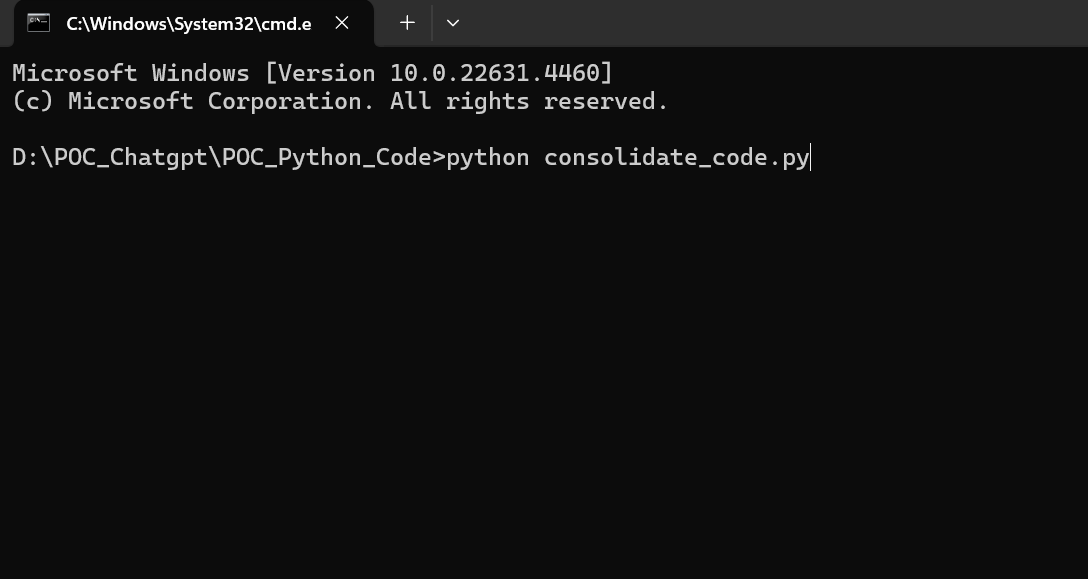 C:\Windows\System32\cmd.e
Microsoft Windows [Version 10.0.22631.4460]
(c) Microsoft Corporation. All rights reserved.
D:\POC_Chatgpt\POC_Python_Code>python consolidate_code.py